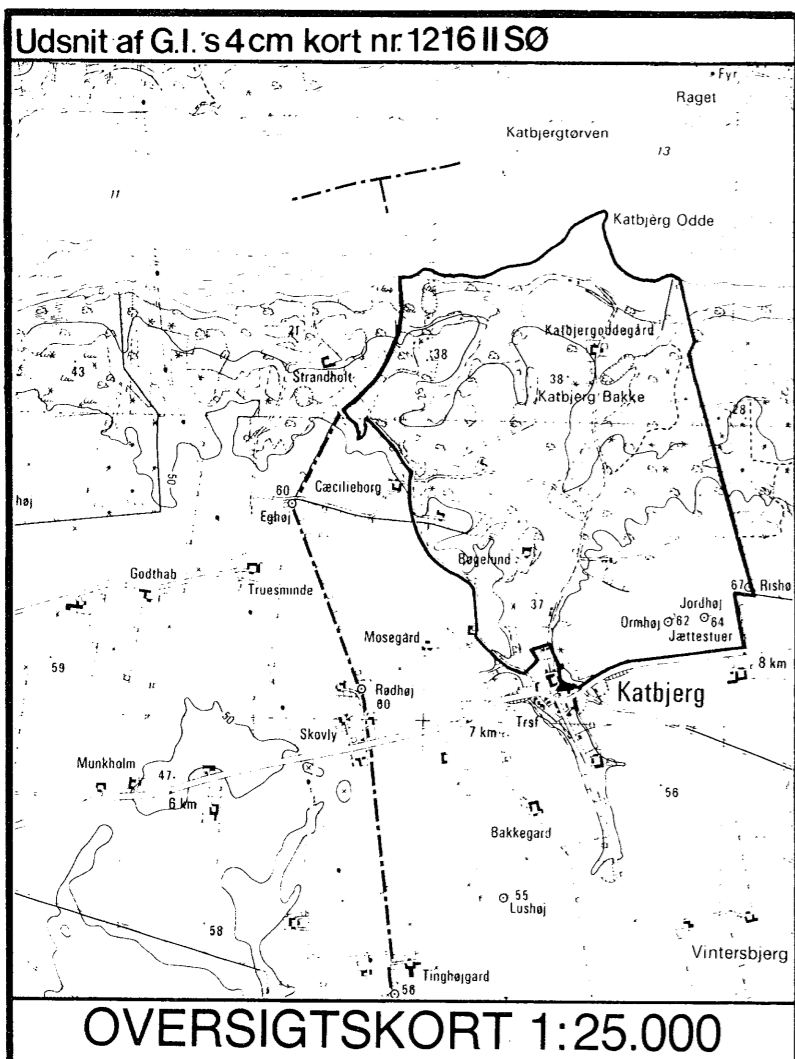 Udsnit af G.I.'s 4cm kort nr. 1216 II SØ
Fyr
Raget
Katbjergtørven
13
11
Katbjerg Odde
Katbjergoddegård
21
38
43
Strandholt
38
Katbjerg Bakke
25
28
50
høj
60
Cæcilieborg
Eghøj
Godthåb
Truesminde
Bøgelund
67
Rishø
37
Jordhøj
Ormhøj
62
64
Jættestuer
Mosegård
59
8 km
Rødhøj
60
Katbjerg
50
Trsf
Skovly
7 km
Munkholm
47
6 km
56
Bakkegard
55
Lushøj
58
Vintersbjerg
Tinghøjgard
58
OVERSIGTSKORT 1:25.000